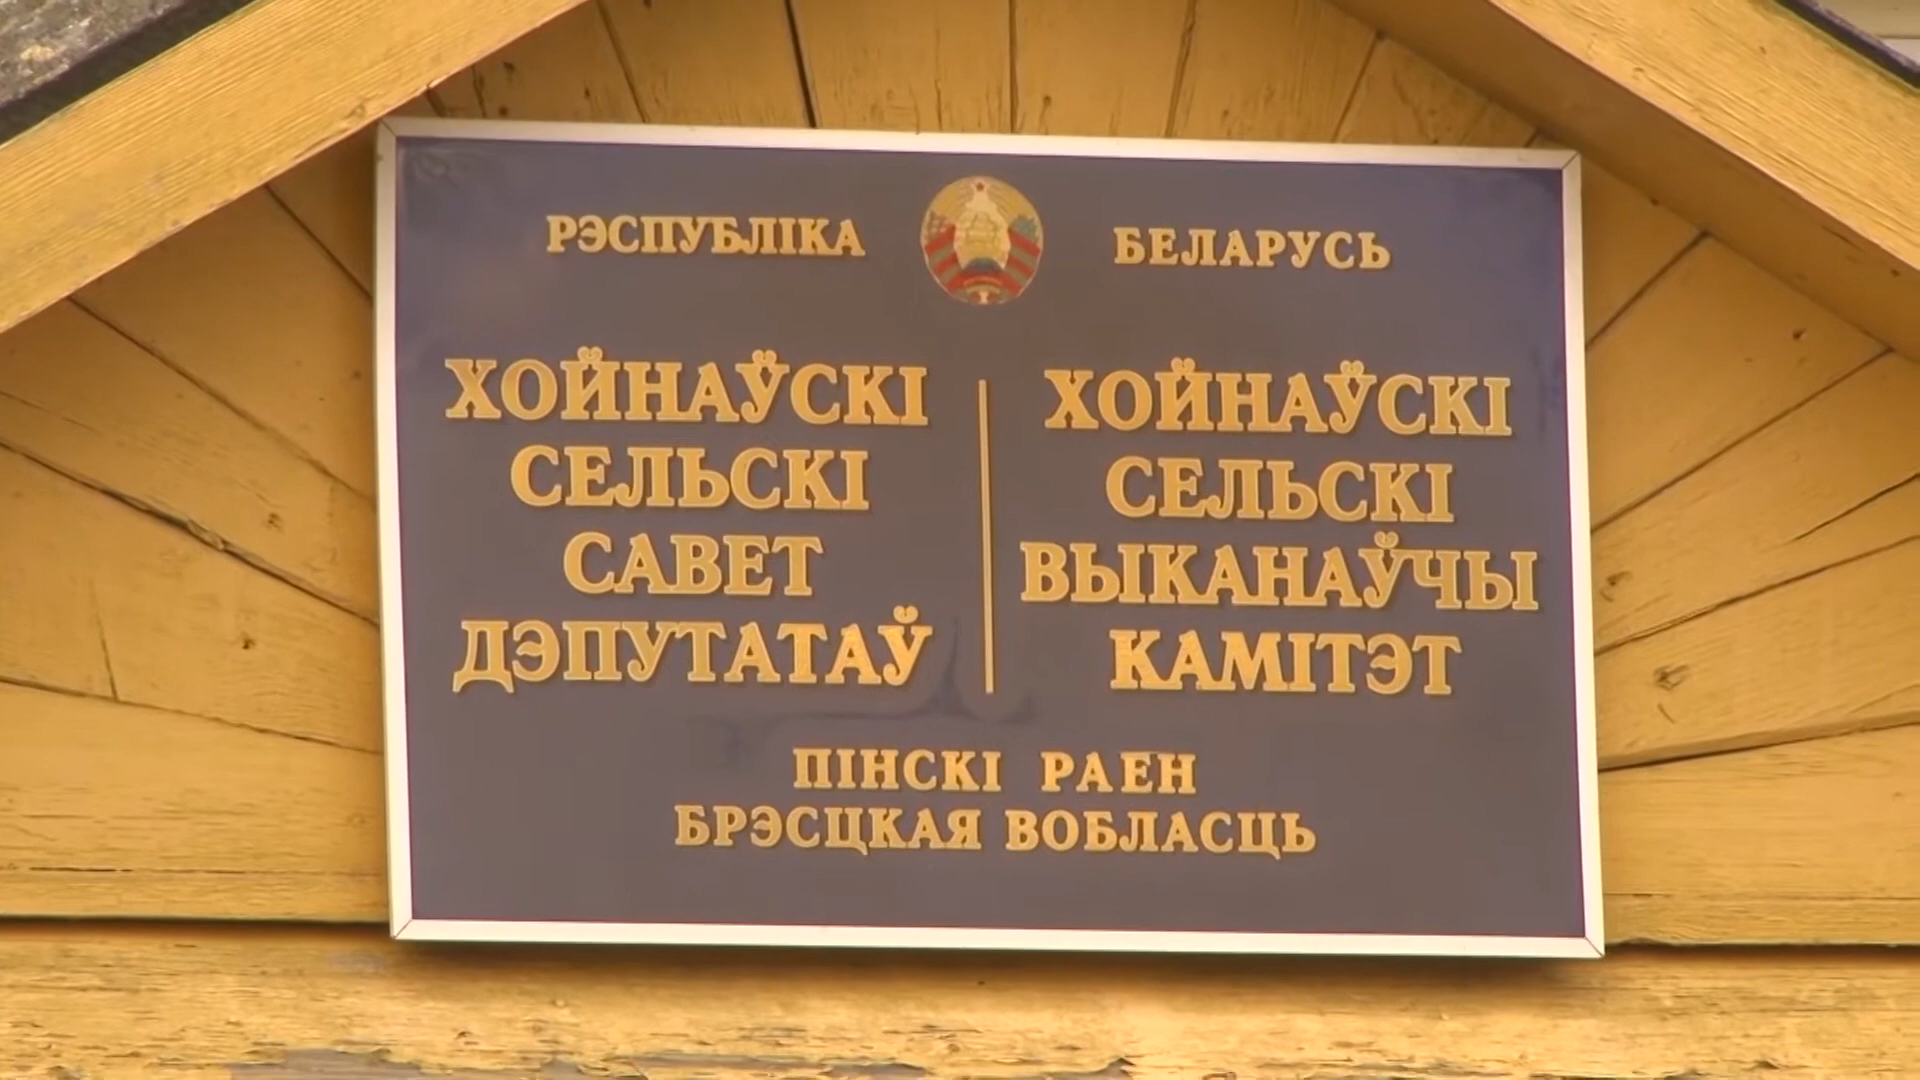 РЭСПУБЛІКА БЕЛАРУСЬ
ХОЙНАЎСКІ
СЕЛЬСКІ
САВЕТ
ДЭПУТАТАЎ
ХОЙНАЎСКІ
СЕЛЬСКІ
ВЫКАНАЎЧЫ
КАМІТЭТ
ПІНСКІ РАЕН
БРЭСЦКАЯ ВОБЛАСЦЬ